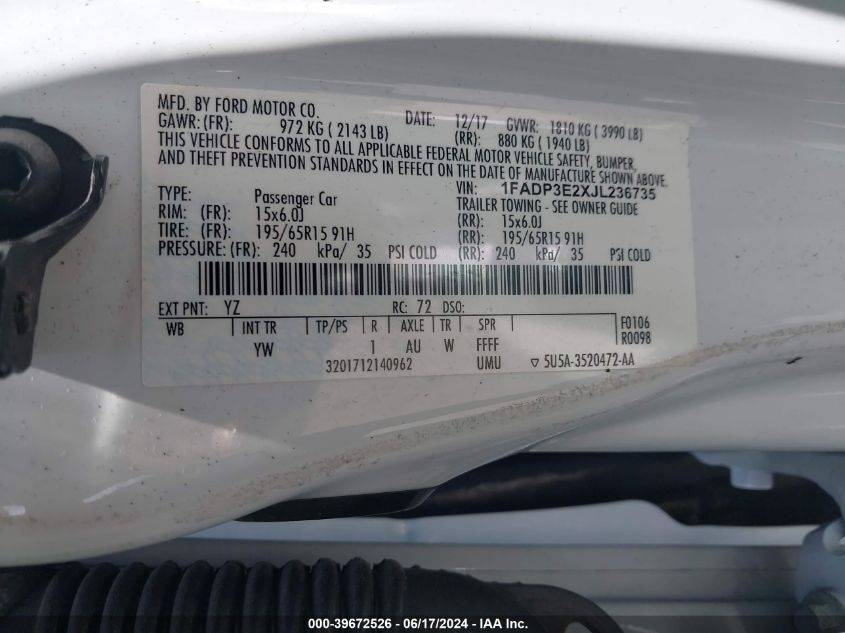 MFD. BY FORD MOTOR CO.
DATE: 12/17 GVWR: 1810 KG ( 3990 LB)
GAWR: (FR): 972 KG ( 2143 LB) (RR): 880 KG ( 1940 LB)
THIS VEHICLE CONFORMS TO ALL APPLICABLE FEDERAL MOTOR VEHICLE SAFETY, BUMPER,
AND THEFT PREVENTION STANDARDS IN EFFECT ON THE DATE OF MANUFACTURE SHOWN ABOVE.
VIN: 1FADP3E2XJL236735
TYPE: Passenger Car TRAILER TOWING - SEE OWNER GUIDE
RIM: (FR): 15x6.0J (RR): 15x6.0J
TIRE: (FR): 195/65R15 91H (RR): 195/65R15 91H
PRESSURE: (FR): 240 kPa/ 35 PSI COLD (RR): 240 kPa/ 35 PSI COLD
EXT PNT: YZ RC: 72 DSO:
WB INT TR TP/PS R AXLE TR SPR F0106
YW 1 AU W FFFF R0098
3201712140962 UMU ▽ 5U5A-3520472-AA
000-39672526 - 06/17/2024 - IAA Inc.